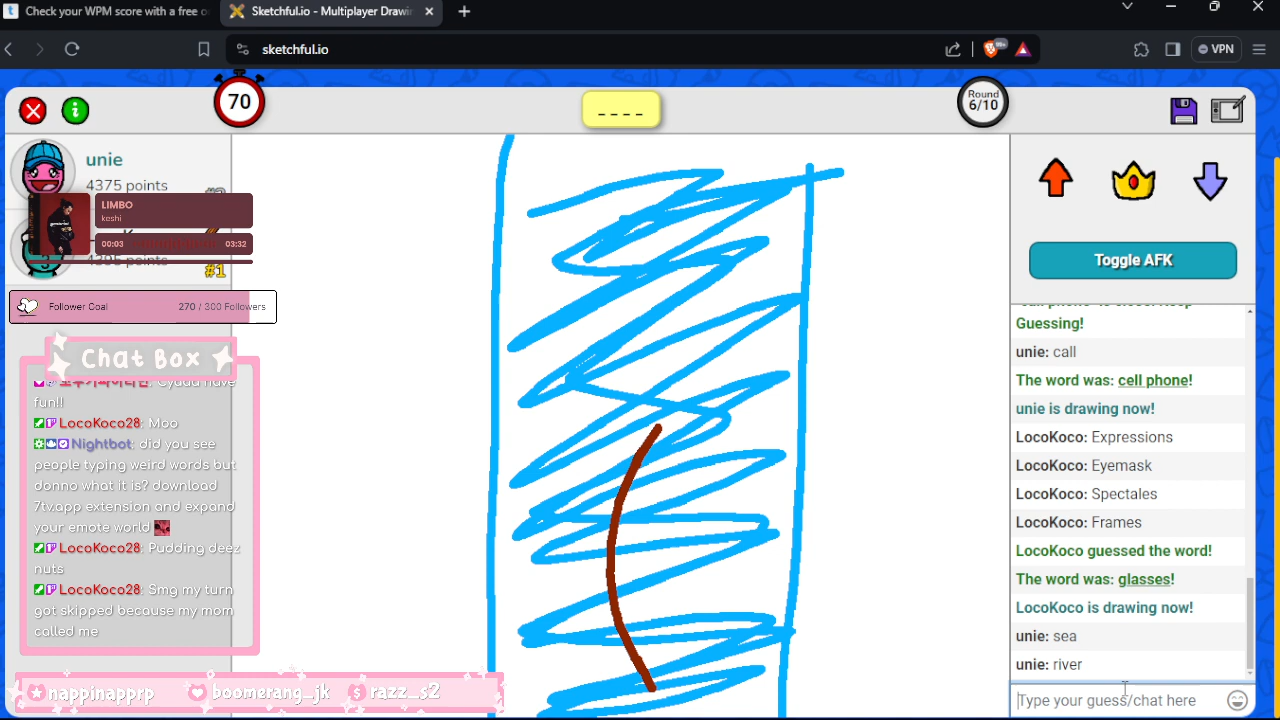 Check your WPM score with a free o
Sketchful.io - Multiplayer Drawi
sketchful.io
VPN
70
_ _ _ _
Round
6/10
unie
4375 points
LIMBO
keshi
00:03
03:32
4395 points
#1
Follower Goal
270 / 300 Followers
Chat Box
fun!!
LocoKoco28: Moo
Nightbot: did you see
people typing weird words but
donno what it is? download
7tv.app extension and expand
your emote world
LocoKoco28: Pudding deez
nuts
LocoKoco28: Smg my turn
got skipped because my mom
called me
nappinapprp
boomerang_jk
razz_s2
Toggle AFK
Guessing!
unie: call
The word was: cell phone!
unie is drawing now!
LocoKoco: Expressions
LocoKoco: Eyemask
LocoKoco: Spectales
LocoKoco: Frames
LocoKoco guessed the word!
The word was: glasses!
LocoKoco is drawing now!
unie: sea
unie: river
Type your guess/chat here